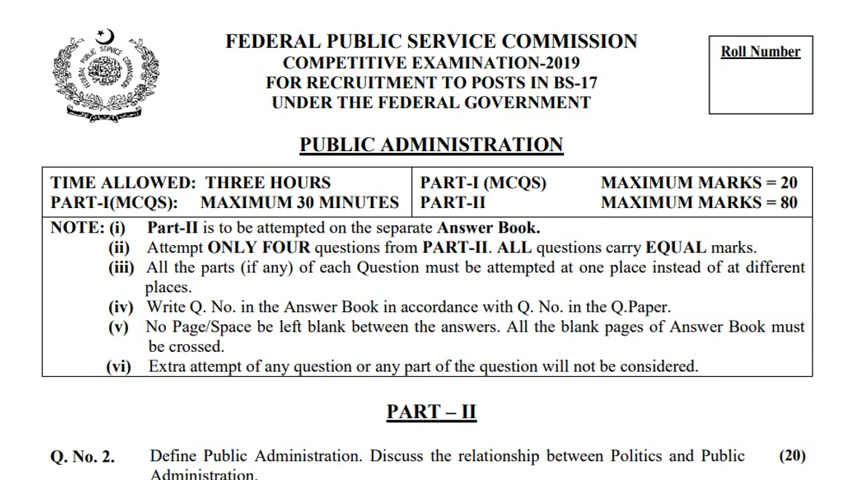 FEDERAL PUBLIC SERVICE COMMISSION
COMPETITIVE EXAMINATION-2019
FOR RECRUITMENT TO POSTS IN BS-17
UNDER THE FEDERAL GOVERNMENT
Roll Number
PUBLIC ADMINISTRATION
TIME ALLOWED: THREE HOURS
PART-I(MCQS): MAXIMUM 30 MINUTES
PART-I (MCQS) MAXIMUM MARKS = 20
PART-II MAXIMUM MARKS = 80
NOTE: (i) Part-II is to be attempted on the separate Answer Book.
(ii) Attempt ONLY FOUR questions from PART-II. ALL questions carry EQUAL marks.
(iii) All the parts (if any) of each Question must be attempted at one place instead of at different
places.
(iv) Write Q. No. in the Answer Book in accordance with Q. No. in the Q.Paper.
(v) No Page/Space be left blank between the answers. All the blank pages of Answer Book must
be crossed.
(vi) Extra attempt of any question or any part of the question will not be considered.
PART – II
Q. No. 2. Define Public Administration. Discuss the relationship between Politics and Public (20)
Administration.